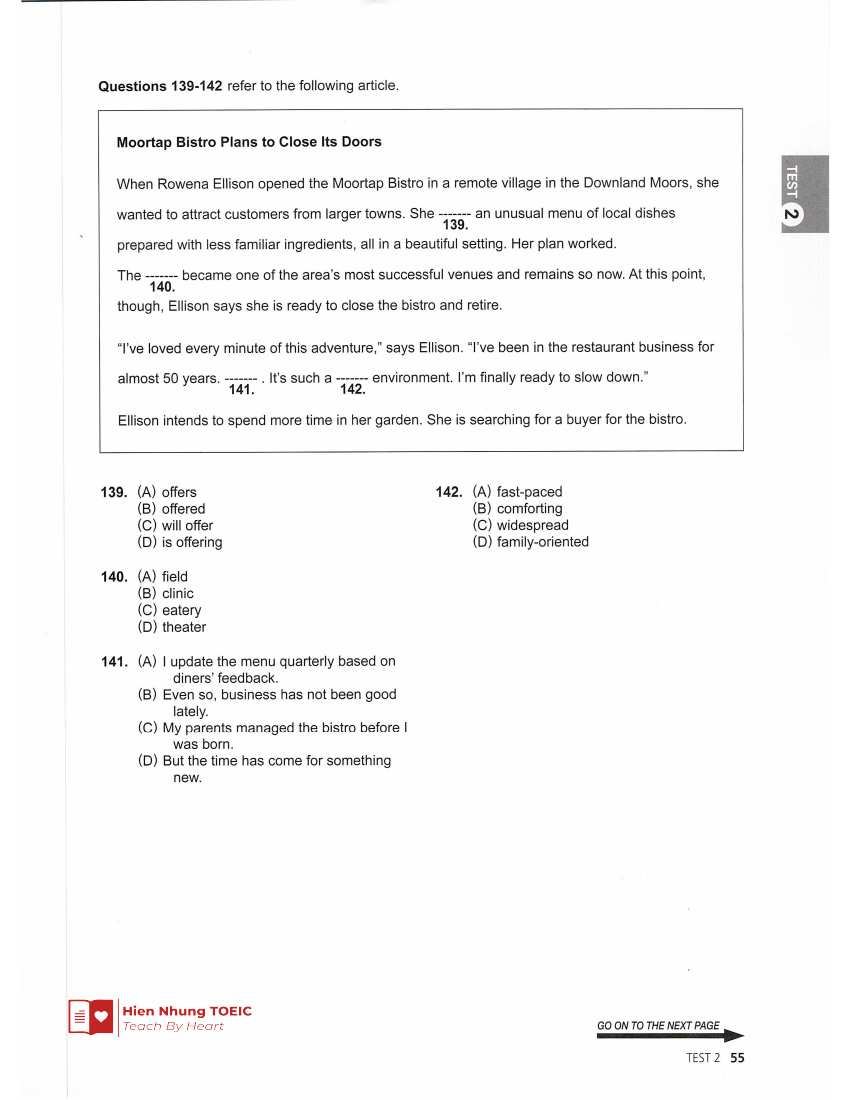 Questions 139-142 refer to the following article.
Moortap Bistro Plans to Close Its Doors
When Rowena Ellison opened the Moortap Bistro in a remote village in the Downland Moors, she
wanted to attract customers from larger towns. She ------- an unusual menu of local dishes
139.
prepared with less familiar ingredients, all in a beautiful setting. Her plan worked.
The ------- became one of the area's most successful venues and remains so now. At this point,
140.
though, Ellison says she is ready to close the bistro and retire.
"I've loved every minute of this adventure," says Ellison. "I've been in the restaurant business for
almost 50 years. ------- . It's such a ------- environment. I'm finally ready to slow down."
141. 142.
Ellison intends to spend more time in her garden. She is searching for a buyer for the bistro.
TEST 2
139. (A) offers
(B) offered
(C) will offer
(D) is offering
140. (A) field
(B) clinic
(C) eatery
(D) theater
141. (A) I update the menu quarterly based on
diners' feedback.
(B) Even so, business has not been good
lately.
(C) My parents managed the bistro before I
was born.
(D) But the time has come for something
new.
142. (A) fast-paced
(B) comforting
(C) widespread
(D) family-oriented
Hien Nhung TOEIC
Teach By Heart
GO ON TO THE NEXT PAGE
TEST 2 55